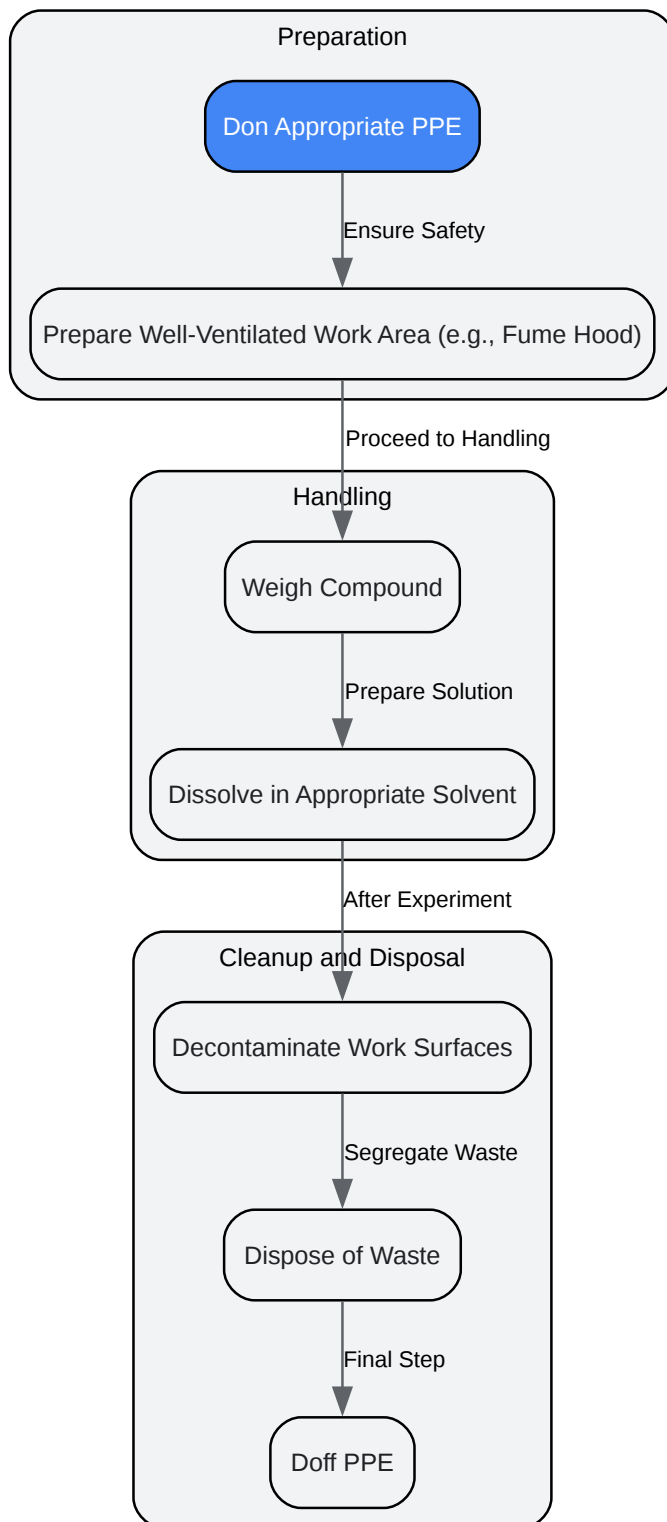 Preparation
Don Appropriate PPE
Ensure Safety
Prepare Well-Ventilated Work Area (e.g., Fume Hood)
Proceed to Handling
Handling
Weigh Compound
Prepare Solution
Dissolve in Appropriate Solvent
After Experiment
Cleanup and Disposal
Decontaminate Work Surfaces
Segregate Waste
Dispose of Waste
Final Step
Doff PPE